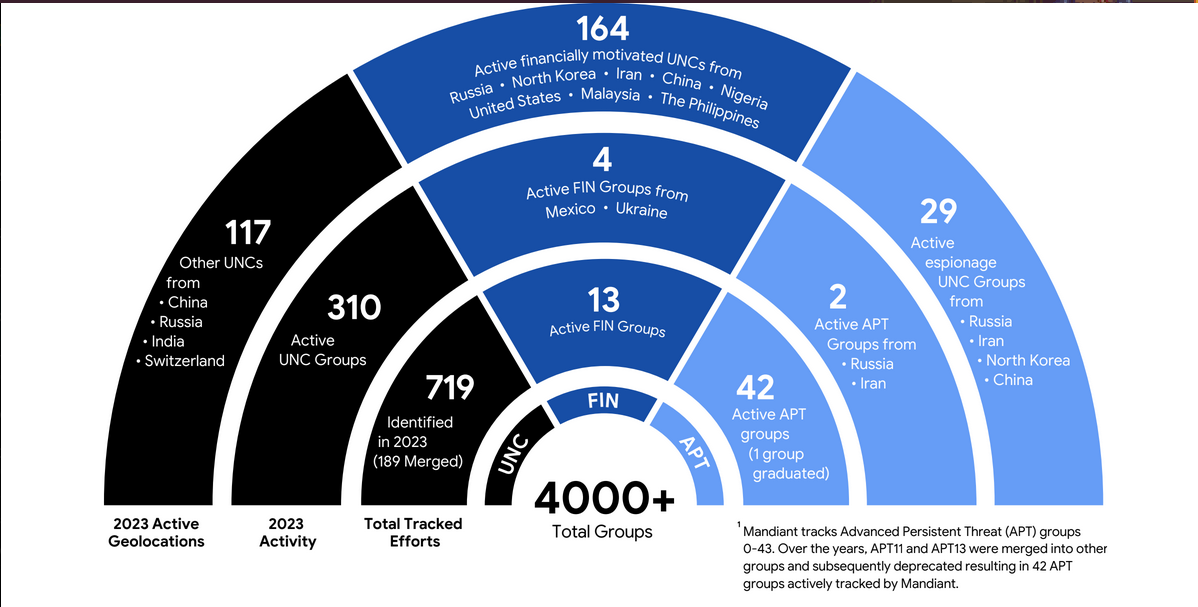 164
Active financially motivated UNCs from
Russia • North Korea • Iran • China • Nigeria
United States • Malaysia • The Philippines
4
Active FIN Groups from
Mexico • Ukraine
13
Active FIN Groups
FIN
117
Other UNCs
from
• China
• Russia
• India
• Switzerland
310
Active
UNC Groups
719
Identified
in 2023
(189 Merged)
UNC
29
Active
espionage
UNC Groups
from
• Russia
• Iran
• North Korea
• China
2
Active APT
Groups from
• Russia
• Iran
42
Active APT
groups
(1 group
graduated)
APT
4000+
Total Groups
2023 Active
Geolocations
2023
Activity
Total Tracked
Efforts
1 Mandiant tracks Advanced Persistent Threat (APT) groups
0-43. Over the years, APT11 and APT13 were merged into other
groups and subsequently deprecated resulting in 42 APT
groups actively tracked by Mandiant.